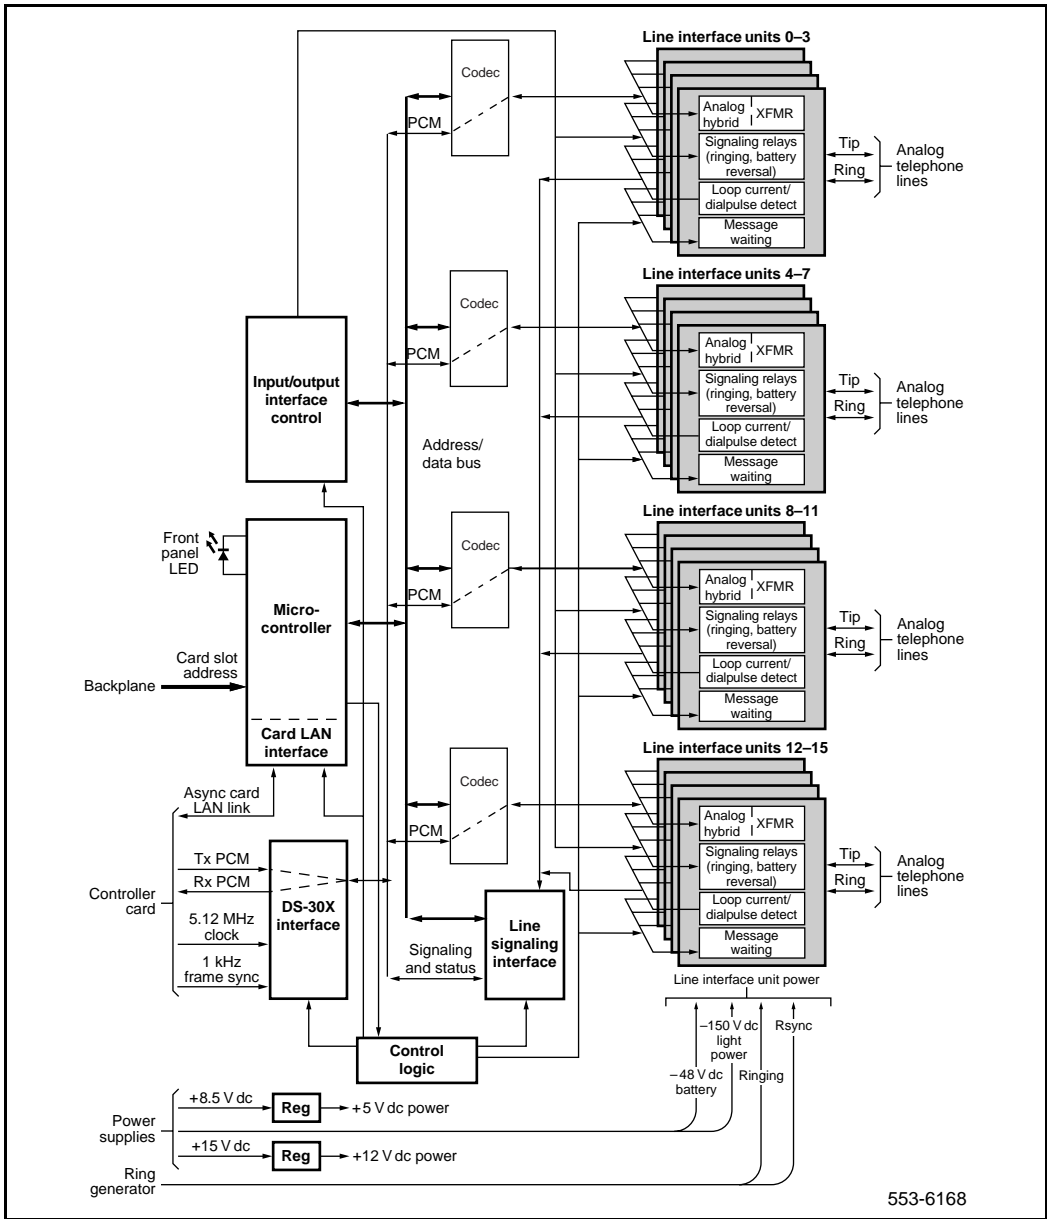 Line interface units 0–3
Codec
PCM
Analog
hybrid
XFMR
Signaling relays
(ringing, battery
reversal)
Loop current/
dialpulse detect
Message
waiting
Tip
Ring
Analog
telephone
lines
Line interface units 4–7
Codec
PCM
Analog
hybrid
XFMR
Signaling relays
(ringing, battery
reversal)
Loop current/
dialpulse detect
Message
waiting
Tip
Ring
Analog
telephone
lines
Input/output
interface
control
Address/
data bus
Line interface units 8–11
Codec
PCM
Analog
hybrid
XFMR
Signaling relays
(ringing, battery
reversal)
Loop current/
dialpulse detect
Message
waiting
Tip
Ring
Analog
telephone
lines
Front
panel
LED
Micro-
controller
Card slot
address
Backplane
Card LAN
interface
Line interface units 12–15
Codec
PCM
Analog
hybrid
XFMR
Signaling relays
(ringing, battery
reversal)
Loop current/
dialpulse detect
Message
waiting
Tip
Ring
Analog
telephone
lines
Async card
LAN link
Tx PCM
Rx PCM
Controller
card
5.12 MHz
clock
1 kHz
frame sync
DS-30X
interface
Signaling
and status
Line
signaling
interface
Control
logic
Line interface unit power
–150 V dc
light
power
Rsync
–48 V dc
battery
Ringing
Power
supplies
+8.5 V dc
Reg
+5 V dc power
+15 V dc
Reg
+12 V dc power
Ring
generator
553-6168